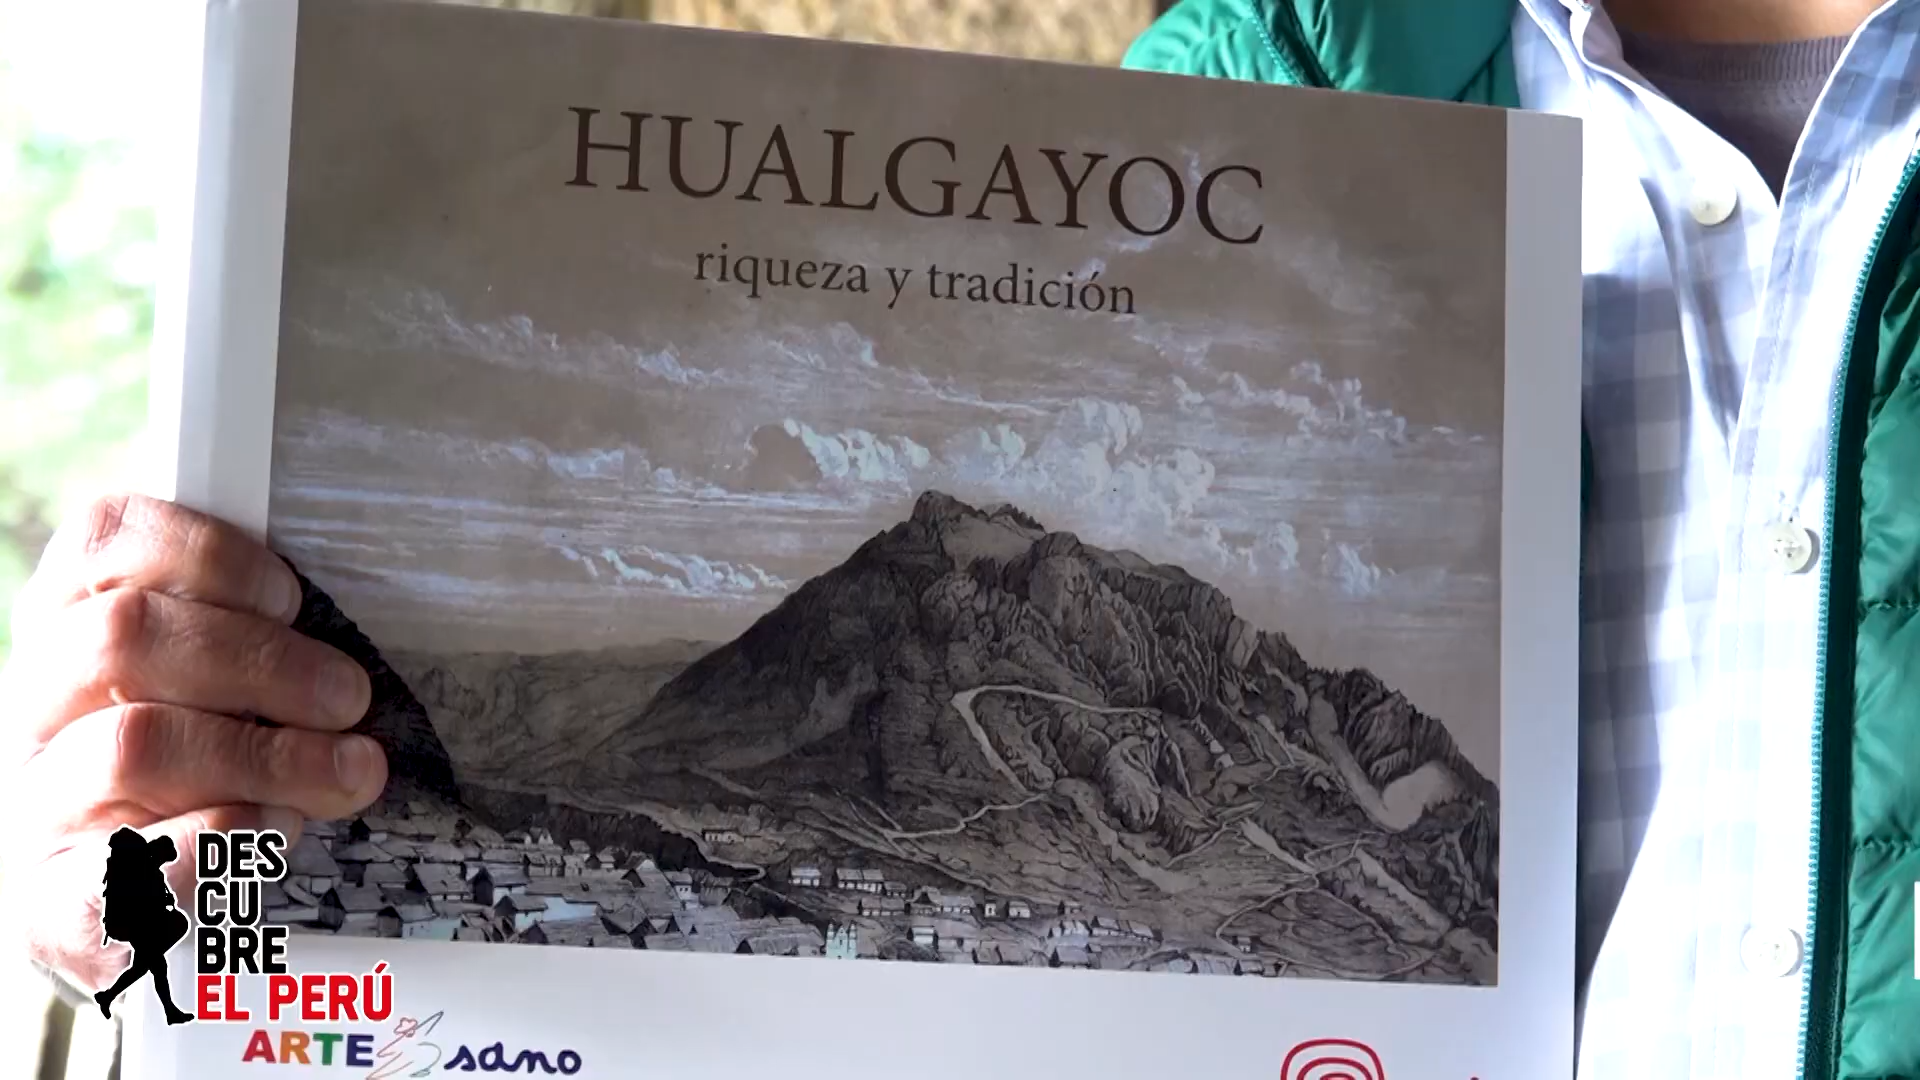 HUALGAYOC
riqueza y tradición
DES
CU
BRE
EL PERÚ
ARTE sano